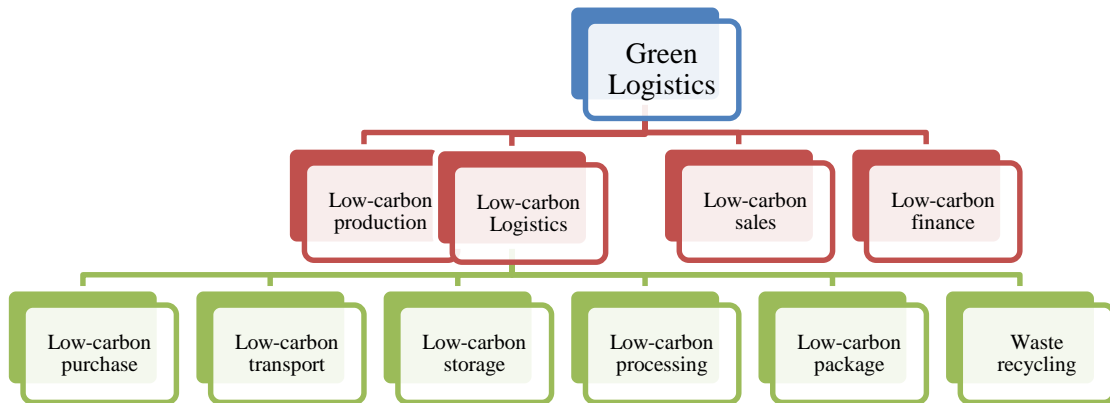 Green
Logistics
Low-carbon
production
Low-carbon
Logistics
Low-carbon
sales
Low-carbon
finance
Low-carbon
purchase
Low-carbon
transport
Low-carbon
storage
Low-carbon
processing
Low-carbon
package
Waste
recycling